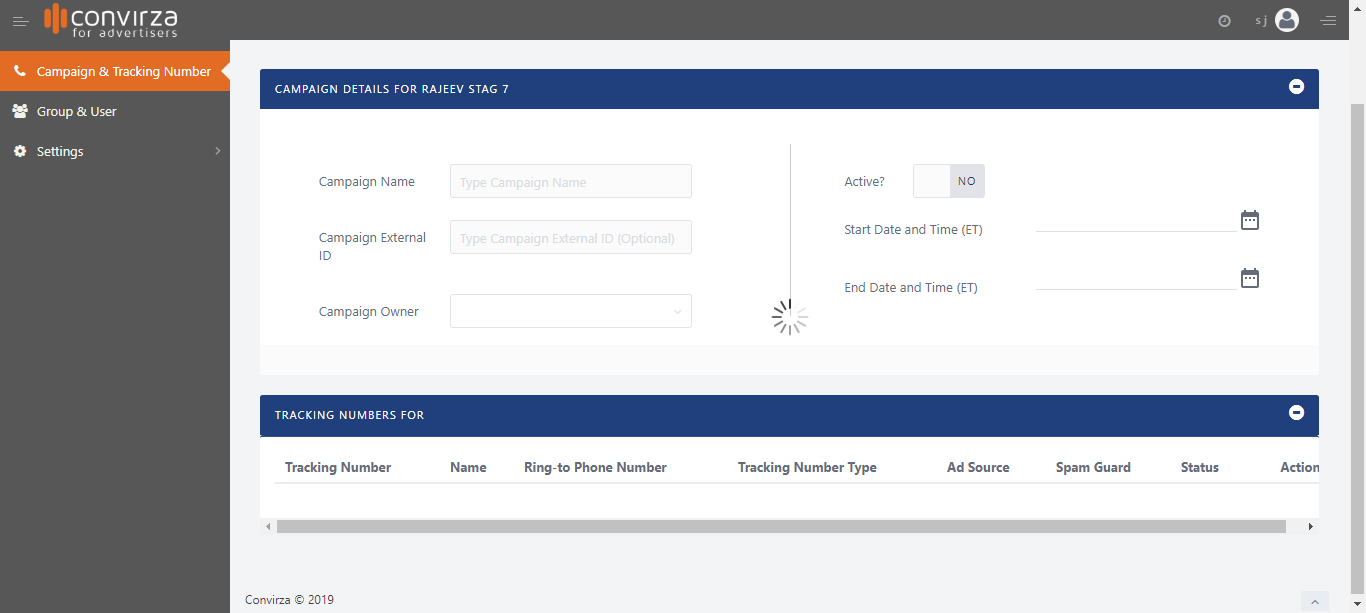 convirza
for advertisers
s j
Campaign & Tracking Number
Group & User
Settings
CAMPAIGN DETAILS FOR RAJEEV STAG 7
Campaign Name
Type Campaign Name
Campaign External
ID
Type Campaign External ID (Optional)
Campaign Owner
Active?
NO
Start Date and Time (ET)
End Date and Time (ET)
TRACKING NUMBERS FOR
Tracking Number Name Ring-to Phone Number Tracking Number Type Ad Source Spam Guard Status Action
Convirza © 2019